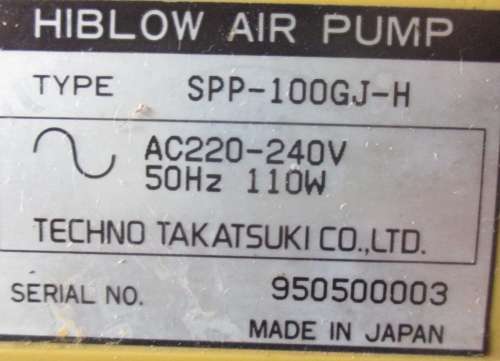 HIBLOW AIR PUMP
TYPE SPP-100GJ-H
AC220-240V
50Hz 110W
TECHNO TAKATSUKI CO.,LTD.
SERIAL NO. 950500003
MADE IN JAPAN